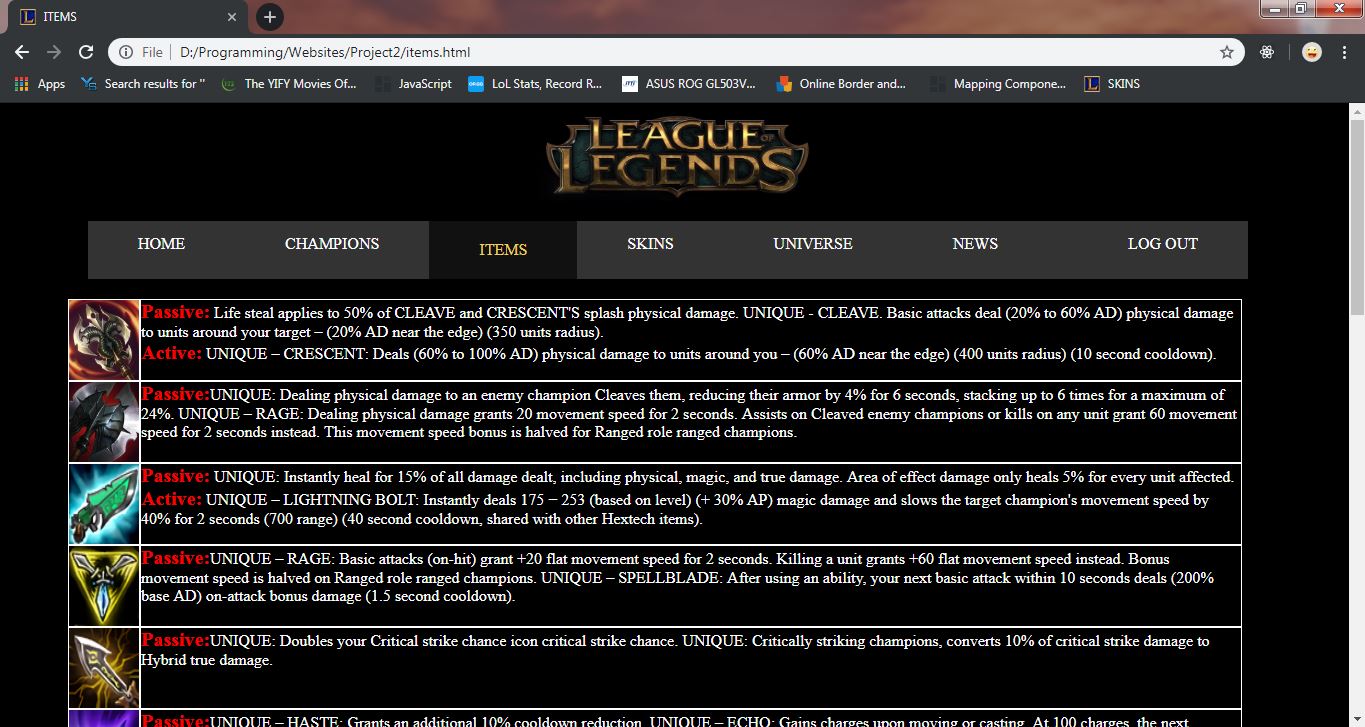 ITEMS
File | D:/Programming/Websites/Project2/items.html
Apps
Search results for "
The YIFY Movies Of...
JavaScript
LoL Stats, Record R...
ASUS ROG GL503V...
Online Border and...
Mapping Compone...
SKINS
LEAGUE OF
LEGENDS
HOME
CHAMPIONS
ITEMS
SKINS
UNIVERSE
NEWS
LOG OUT
Passive: Life steal applies to 50% of CLEAVE and CRESCENT'S splash physical damage. UNIQUE - CLEAVE. Basic attacks deal (20% to 60% AD) physical damage
to units around your target – (20% AD near the edge) (350 units radius).
Active: UNIQUE – CRESCENT: Deals (60% to 100% AD) physical damage to units around you – (60% AD near the edge) (400 units radius) (10 second cooldown).
Passive:UNIQUE: Dealing physical damage to an enemy champion Cleaves them, reducing their armor by 4% for 6 seconds, stacking up to 6 times for a maximum of
24%. UNIQUE – RAGE: Dealing physical damage grants 20 movement speed for 2 seconds. Assists on Cleaved enemy champions or kills on any unit grant 60 movement
speed for 2 seconds instead. This movement speed bonus is halved for Ranged role ranged champions.
Passive: UNIQUE: Instantly heal for 15% of all damage dealt, including physical, magic, and true damage. Area of effect damage only heals 5% for every unit affected.
Active: UNIQUE – LIGHTNING BOLT: Instantly deals 175 − 253 (based on level) (+ 30% AP) magic damage and slows the target champion's movement speed by
40% for 2 seconds (700 range) (40 second cooldown, shared with other Hextech items).
Passive:UNIQUE – RAGE: Basic attacks (on-hit) grant +20 flat movement speed for 2 seconds. Killing a unit grants +60 flat movement speed instead. Bonus
movement speed is halved on Ranged role ranged champions. UNIQUE – SPELLBLADE: After using an ability, your next basic attack within 10 seconds deals (200%
base AD) on-attack bonus damage (1.5 second cooldown).
Passive:UNIQUE: Doubles your Critical strike chance icon critical strike chance. UNIQUE: Critically striking champions, converts 10% of critical strike damage to
Hybrid true damage.
Passive:UNIQUE – HASTE: Grants an additional 10% cooldown reduction. UNIQUE – ECHO: Gains charges upon moving or casting. At 100 charges, the next